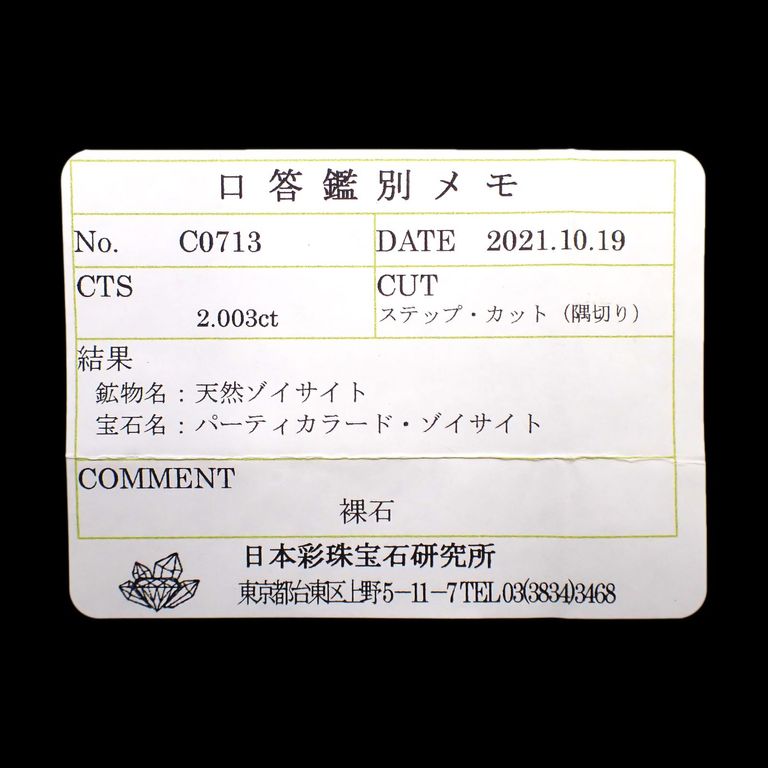 口答鑑別メモ
No. C0713
DATE 2021.10.19
CTS
2.003ct
CUT
ステップ・カット（隅切り）
結果
鉱物名：天然ゾイサイト
宝石名：パーティカラード・ゾイサイト
COMMENT
裸石
日本彩珠宝石研究所
東京都台東区上野5－11－7 TEL 03(3834)3468